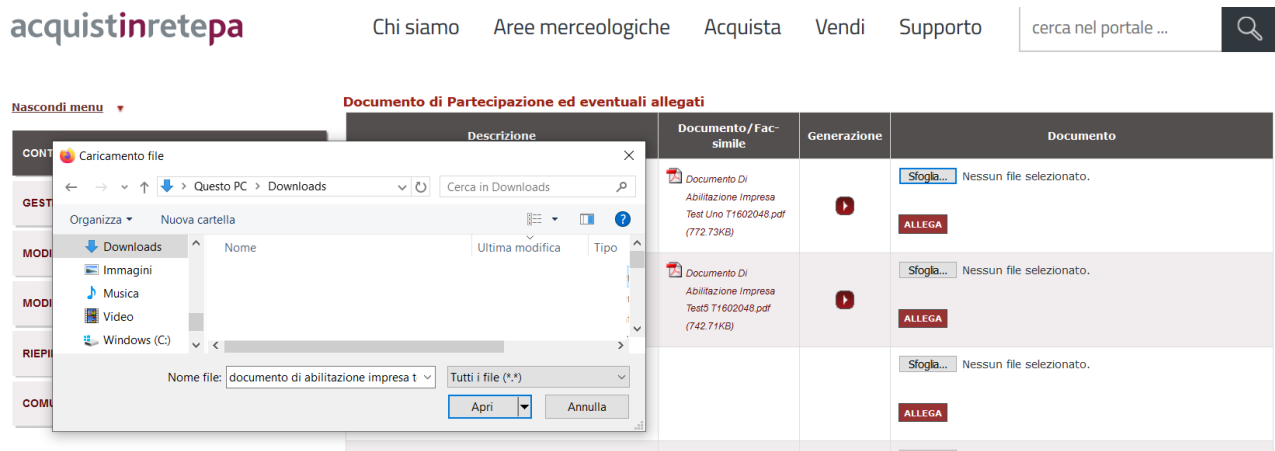 acquistinretepa
Chi siamo Aree merceologiche Acquista Vendi Supporto cerca nel portale ...
Nascondi menu
Documento di Partecipazione ed eventuali allegati
Descrizione Documento/Fac-
simile Generazione Documento
CONT
GESTI
MODI
MODI
RIEPI
COMU
Caricamento file
Questo PC > Downloads
Cerca in Downloads
Organizza Nuova cartella
Downloads
Immagini
Musica
Video
Windows (C:)
Nome Ultima modifica Tipo
Nome file: documento di abilitazione impresa t Tutti i file (*.*)
Apri Annulla
Documento Di
Abilitazione Impresa
Test Uno T1602048.pdf
(772.73KB)
Sfoglia... Nessun file selezionato.
ALLEGA
Documento Di
Abilitazione Impresa
Test5 T1602048.pdf
(742.71KB)
Sfoglia... Nessun file selezionato.
ALLEGA
Sfoglia... Nessun file selezionato.
ALLEGA